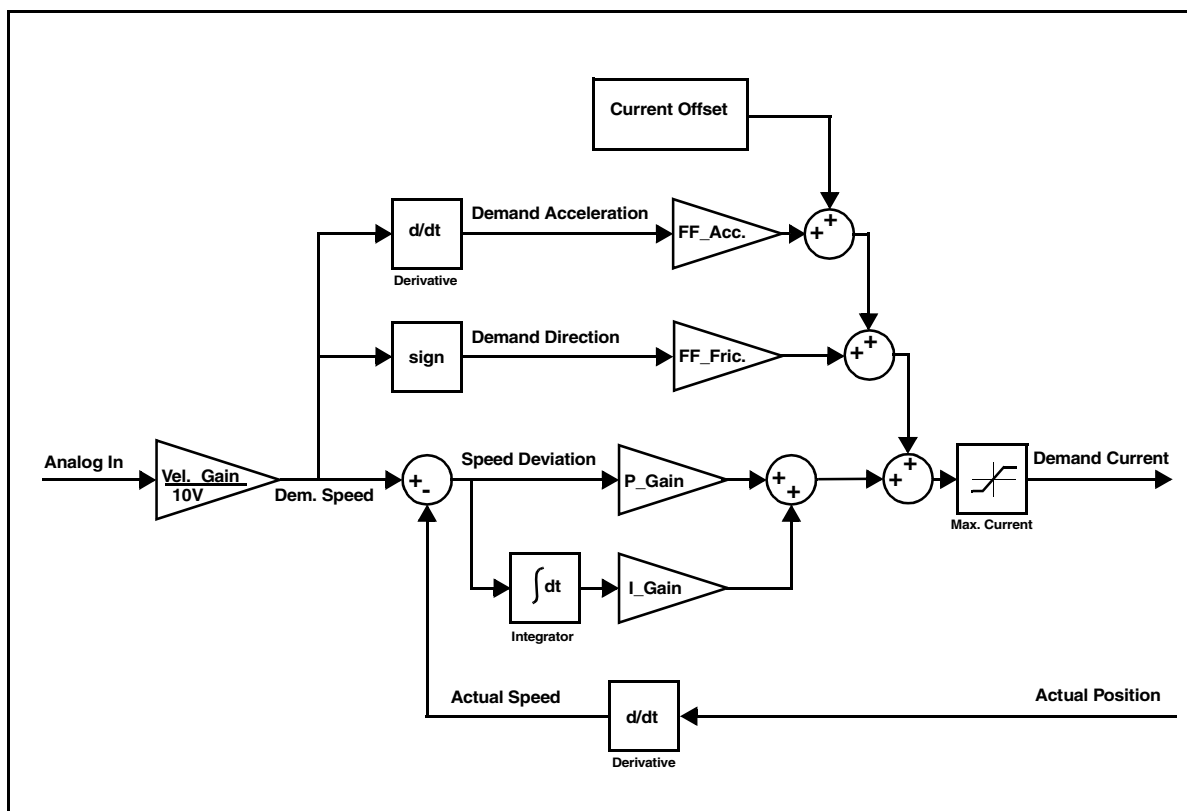 Current Offset
+
+
d/dt
Demand Acceleration
FF_Acc.
Derivative
+
+
sign
Demand Direction
FF_Fric.
Analog In
Vel. Gain
10V
Dem. Speed
+
-
Speed Deviation
P_Gain
+
+
+
+
Max. Current
Demand Current
∫ dt
Integrator
I_Gain
Actual Speed
d/dt
Derivative
Actual Position